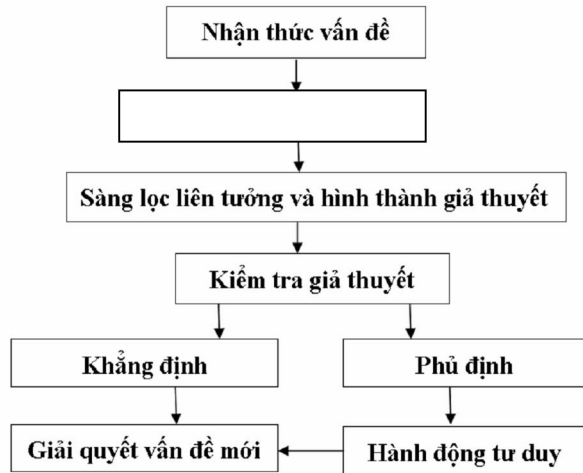 Nhận thức vấn đề
Sàng lọc liên tưởng và hình thành giả thuyết
Kiểm tra giả thuyết
Khẳng định
Phủ định
Giải quyết vấn đề mới
Hành động tư duy